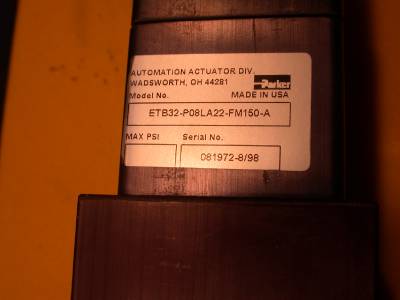 AUTOMATION ACTUATOR DIV.
WADSWORTH, OH 44281
Parker
Model No.
MADE IN USA
ETB32-P08LA22-FM150-A
MAX PSI
Serial No.
081972-8/98